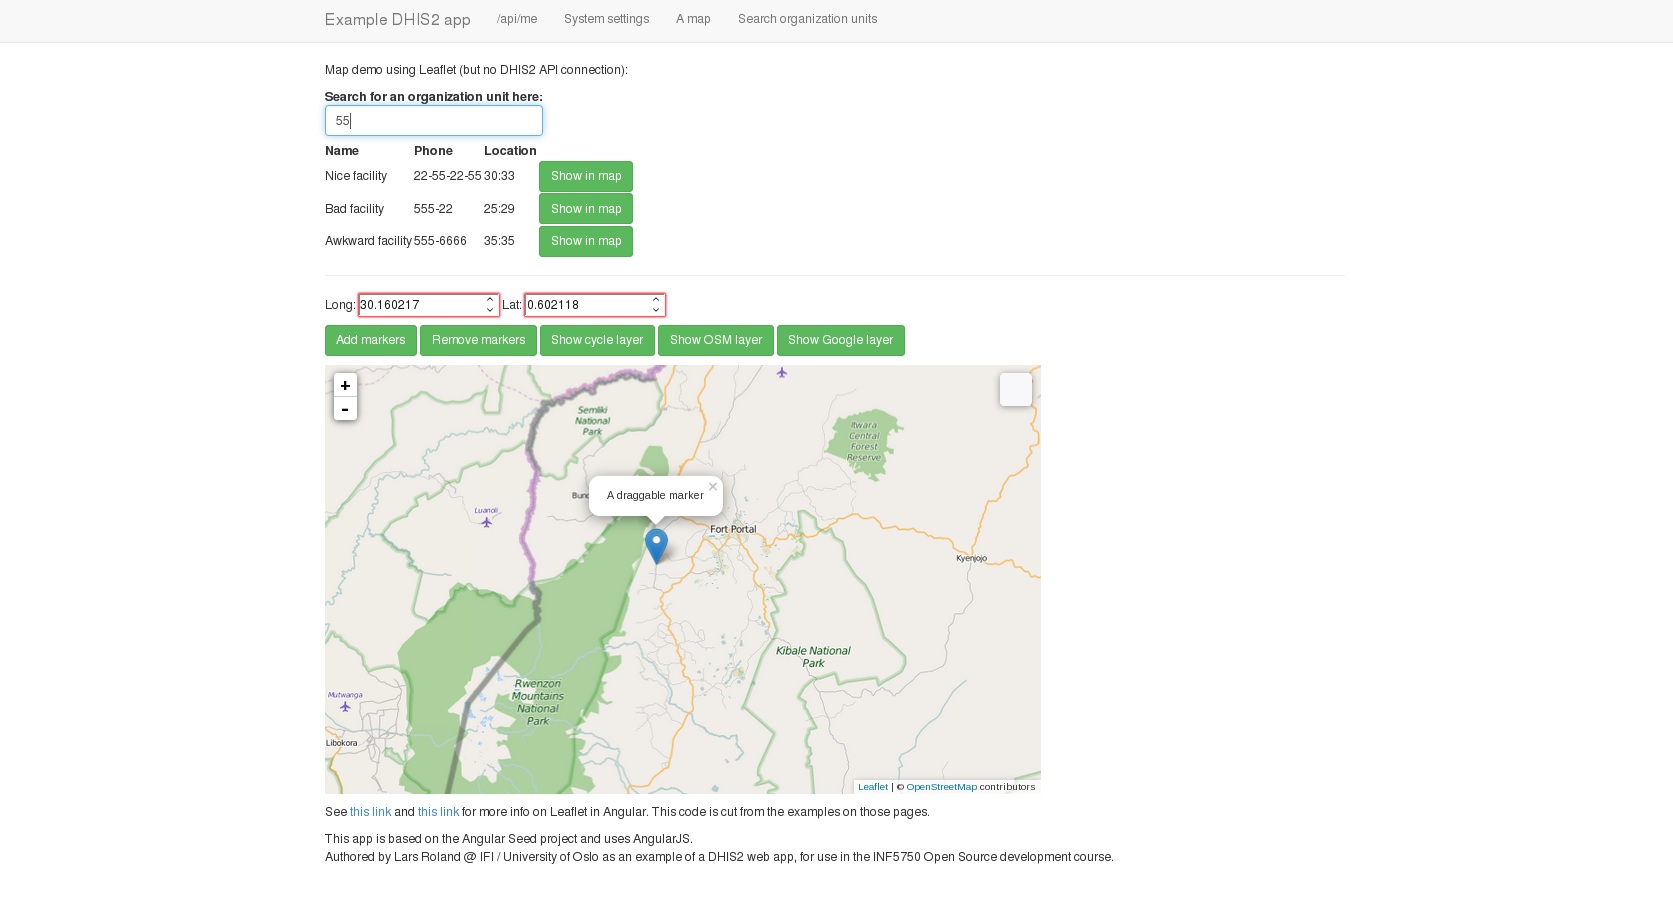 Example DHIS2 app /api/me System settings A map Search organization units
Map demo using Leaflet (but no DHIS2 API connection):
Search for an organization unit here:
55
Name Phone Location
Nice facility 22-55-22-55 30:33 Show in map
Bad facility 555-22 25:29 Show in map
Awkward facility 555-6666 35:35 Show in map
Long: 30.160217 Lat: 0.602118
Add markers Remove markers Show cycle layer Show OSM layer Show Google layer
+
-
Semliki
National
Park
Itwara
Central
Forest
Reserve
A draggable marker ×
Luanoli
Fort Portal
Kyenjojo
Kibale National
Park
Rwenzori
Mountains
National
Park
Mutwanga
Libokora
Leaflet | © OpenStreetMap contributors
See this link and this link for more info on Leaflet in Angular. This code is cut from the examples on those pages.
This app is based on the Angular Seed project and uses AngularJS.
Authored by Lars Roland @ IFI / University of Oslo as an example of a DHIS2 web app, for use in the INF5750 Open Source development course.